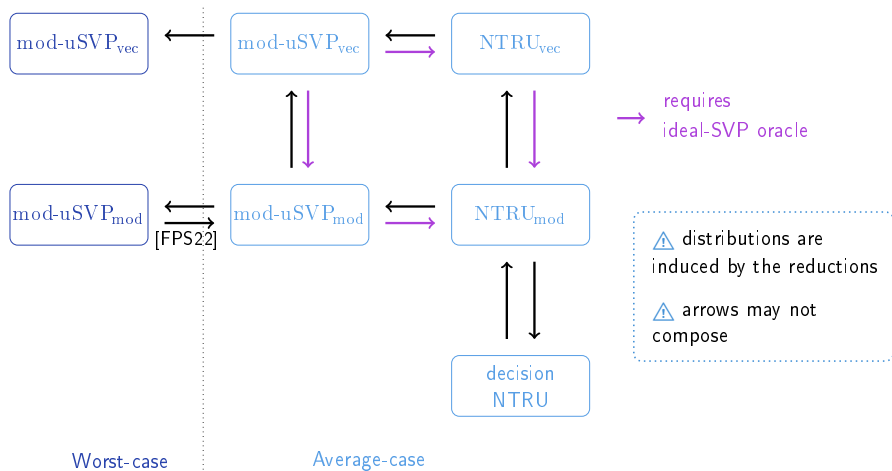 mod-uSVPvec
mod-uSVPvec
NTRUvec
requires
ideal-SVP oracle
mod-uSVPmod
[FPS22]
mod-uSVPmod
NTRUmod
⚠ distributions are
induced by the reductions
⚠ arrows may not
compose
decision
NTRU
Worst-case
Average-case